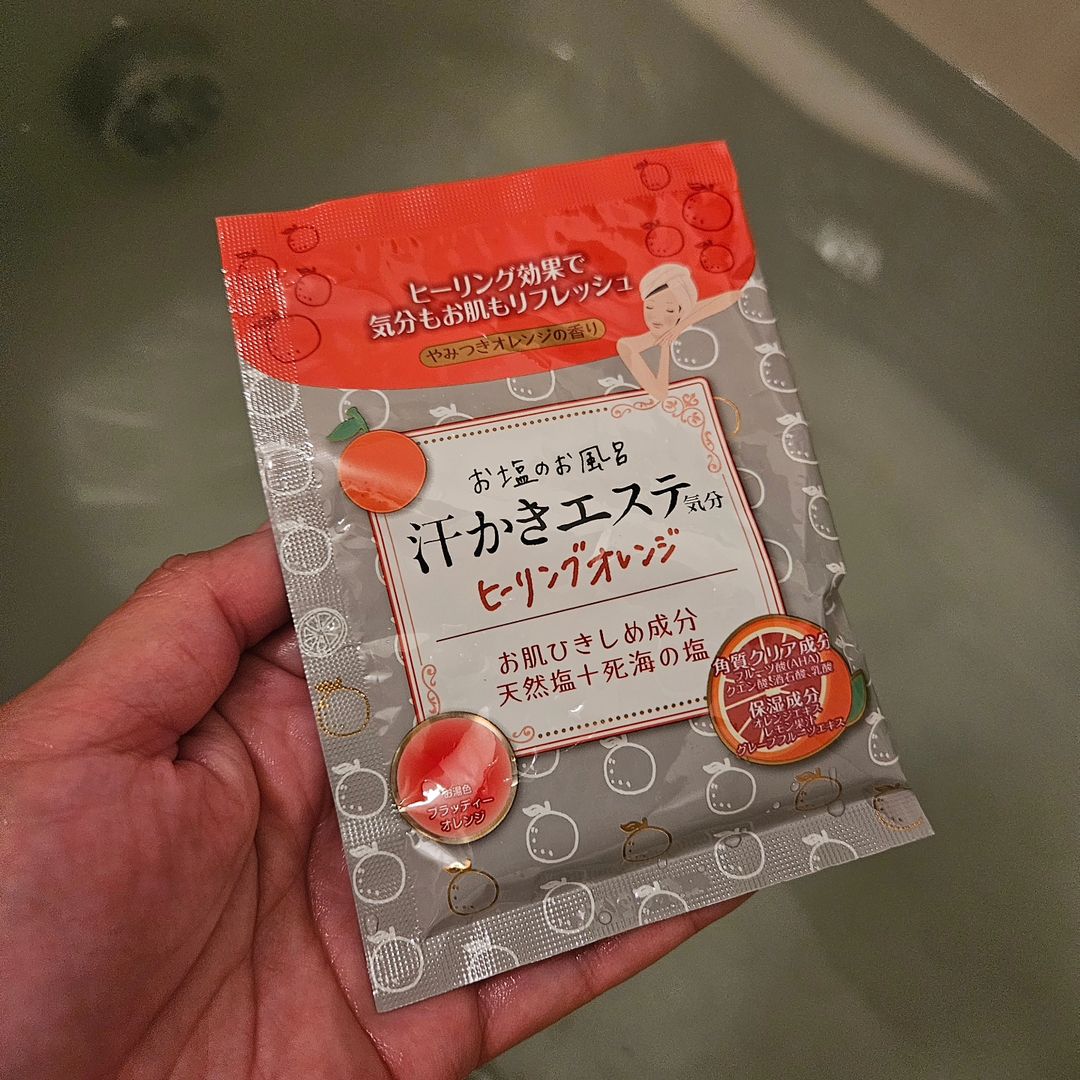 ヒーリング効果で
気分もお肌もリフレッシュ
やみつきオレンジの香り
お塩のお風呂
汗かきエステ気分
ヒーリングオレンジ
お肌ひきしめ成分
天然塩+死海の塩
角質クリア成分
フルーツ酸(AHA)
クエン酸、酒石酸、乳酸
保湿成分
オレンジエキス
レモン果汁
グレープフルーツエキス
お湯色
ブラッディー
オレンジ